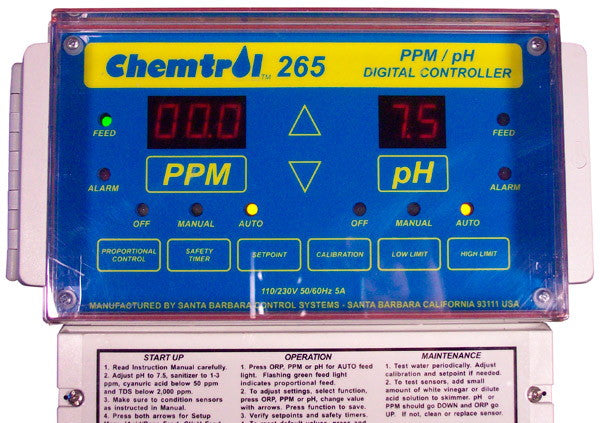 Chemtrol™ 265
PPM / pH
DIGITAL CONTROLLER
00.0
7.5
FEED
FEED
PPM
pH
ALARM
ALARM
OFF MANUAL AUTO
OFF MANUAL AUTO
PROPORTIONAL CONTROL
SAFETY TIMER
SETPOINT
CALIBRATION
LOW LIMIT
HIGH LIMIT
110/230V 50/60Hz 5A
MANUFACTURED BY SANTA BARBARA CONTROL SYSTEMS - SANTA BARBARA CALIFORNIA 93111 USA
START UP
1. Read Instruction Manual carefully.
2. Adjust pH to 7.5, sanitizer to 1-3
ppm, cyanuric acid below 50 ppm
and TDS below 2,000 ppm.
3. Make sure to condition sensors
as instructed in Manual.
4. Press both arrows for Setup
OPERATION
1. Press ORP, PPM or pH for AUTO feed
light. Flashing green feed light
indicates proportional feed.
2. To adjust settings, select function,
press ORP, PPM or pH, change value
with arrows. Press function to save.
3. Verify setpoints and safety timers.
MAINTENANCE
1. Test water periodically. Adjust
calibration and setpoint if needed.
2. To test sensors, add small
amount of white vinegar or dilute
acid solution to skimmer. pH or
PPM should go DOWN and ORP go
UP. If not, clean or replace sensor.